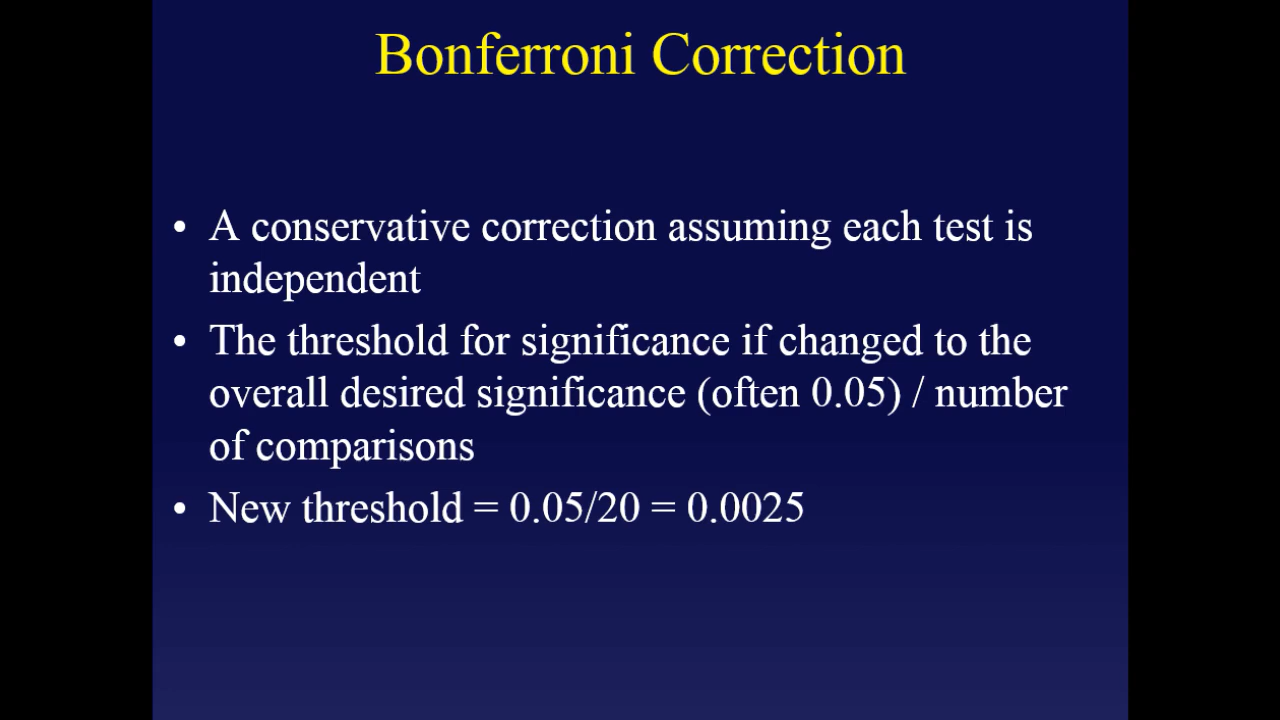 Bonferroni Correction
• A conservative correction assuming each test is
independent
• The threshold for significance if changed to the
overall desired significance (often 0.05) / number
of comparisons
• New threshold = 0.05/20 = 0.0025